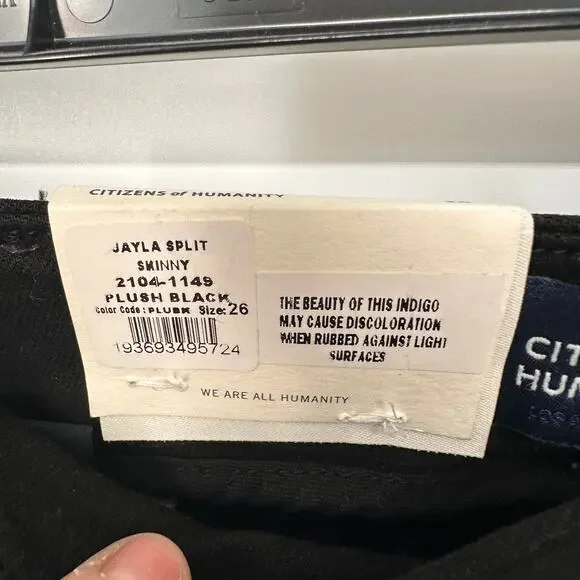 CITIZENS of HUMANITY
JAYLA SPLIT
SKINNY
2104-1149
PLUSH BLACK
Color Code: PLUBK Size: 26
193693495724
THE BEAUTY OF THIS INDIGO
MAY CAUSE DISCOLORATION
WHEN RUBBED AGAINST LIGHT
SURFACES
WE ARE ALL HUMANITY
CIT
HUM